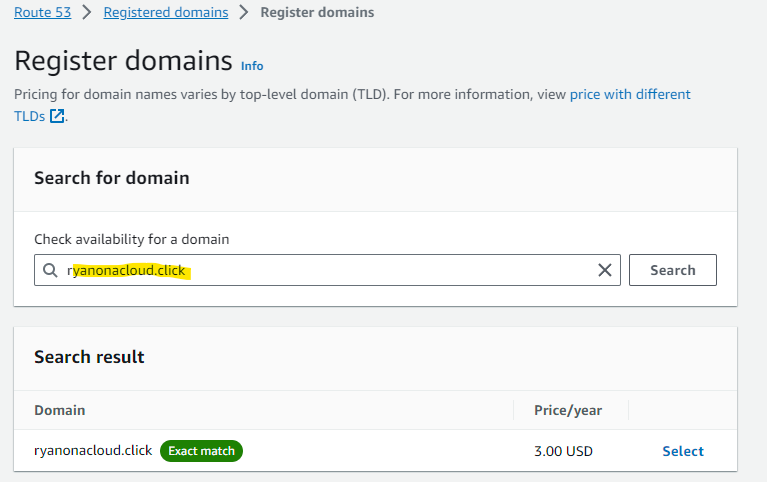 Route 53 > Registered domains > Register domains
Register domains Info
Pricing for domain names varies by top-level domain (TLD). For more information, view price with different
TLDs.
Search for domain
Check availability for a domain
ryanonacloud.click Search
Search result
Domain Price/year
ryanonacloud.click Exact match 3.00 USD Select